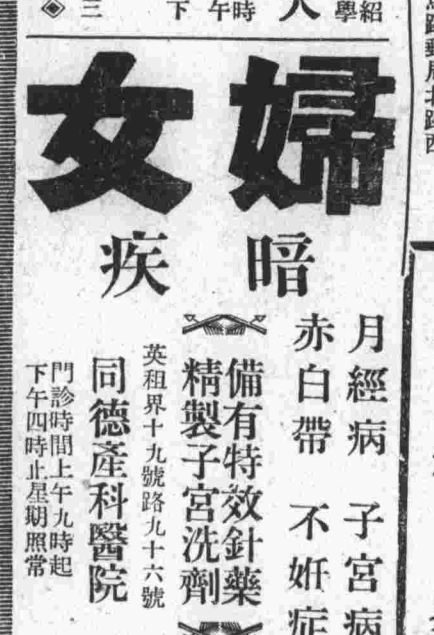 紹學
人
時午下
三
婦女
暗疾
月經病 子宮病
赤白帶 不妊症
備有特效針藥
精製子宮洗劑
英租界十九號路九十六號
同德產科醫院
門診時間上午九時起
下午四時止星期照常